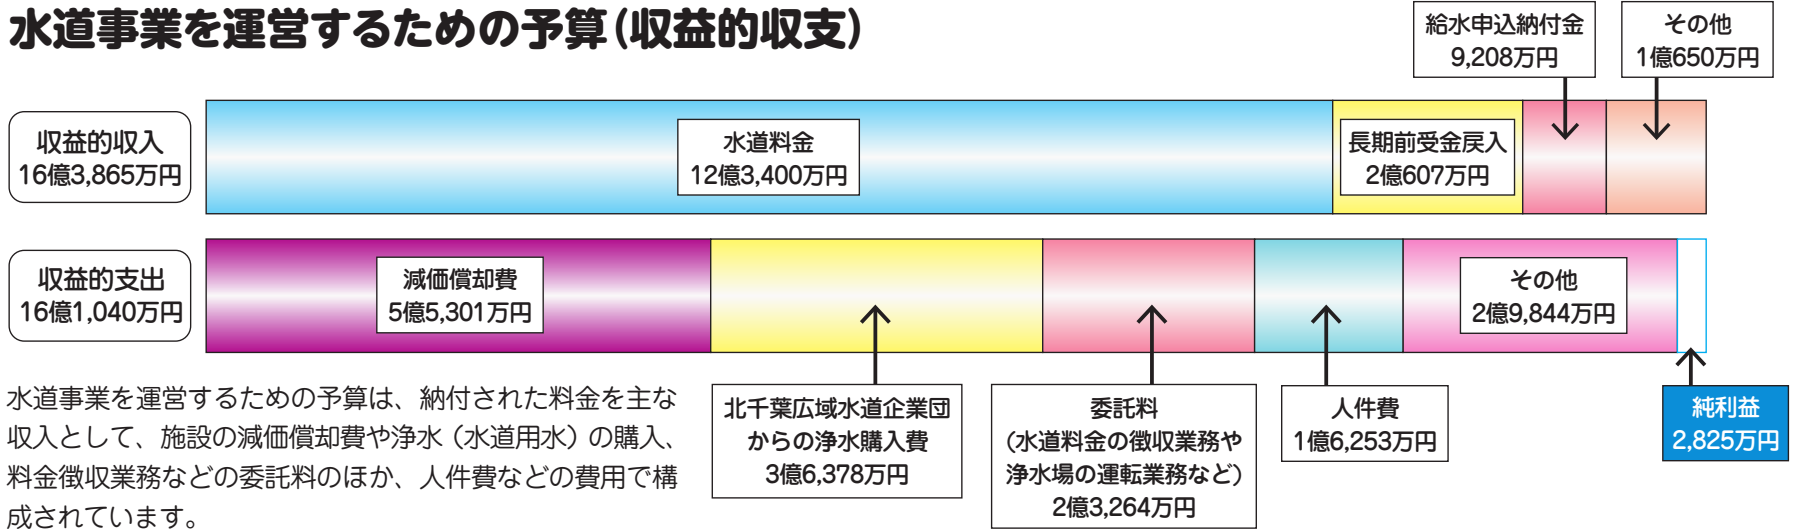 水道事業を運営するための予算(収益的収支)
給水申込納付金
9,208万円
その他
1億650万円
収益的収入
16億3,865万円
水道料金
12億3,400万円
長期前受金戻入
2億607万円
収益的支出
16億1,040万円
減価償却費
5億5,301万円
その他
2億9,844万円
北千葉広域水道企業団
からの浄水購入費
3億6,378万円
委託料
(水道料金の徴収業務や
浄水場の運転業務など)
2億3,264万円
人件費
1億6,253万円
純利益
2,825万円
水道事業を運営するための予算は、納付された料金を主な
収入として、施設の減価償却費や浄水(水道用水)の購入、
料金徴収業務などの委託料のほか、人件費などの費用で構
成されています。